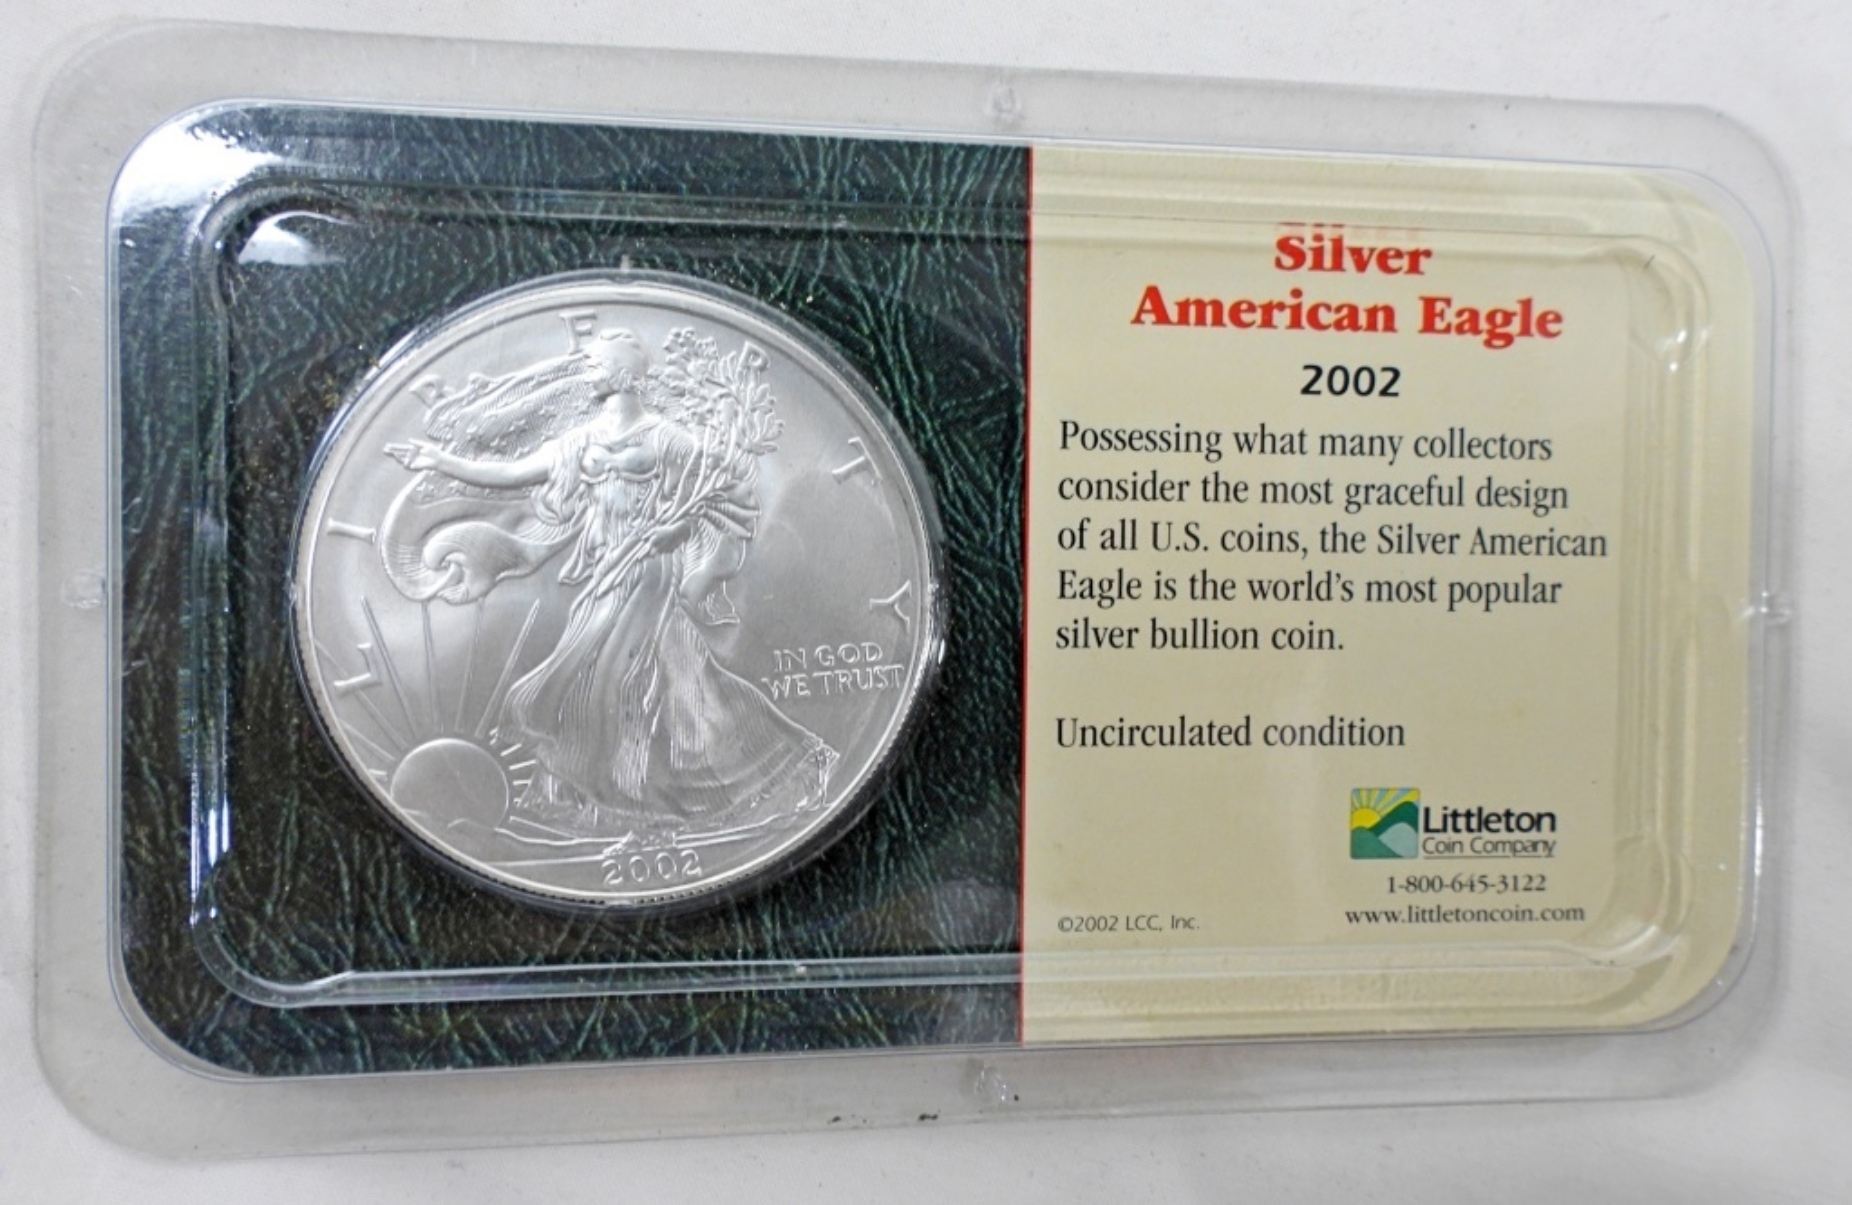 LIBERTY
IN GOD
WE TRUST
2002
Silver
American Eagle
2002
Possessing what many collectors
consider the most graceful design
of all U.S. coins, the Silver American
Eagle is the world's most popular
silver bullion coin.
Uncirculated condition
Littleton
Coin Company
1-800-645-3122
www.littletoncoin.com
©2002 LCC, Inc.